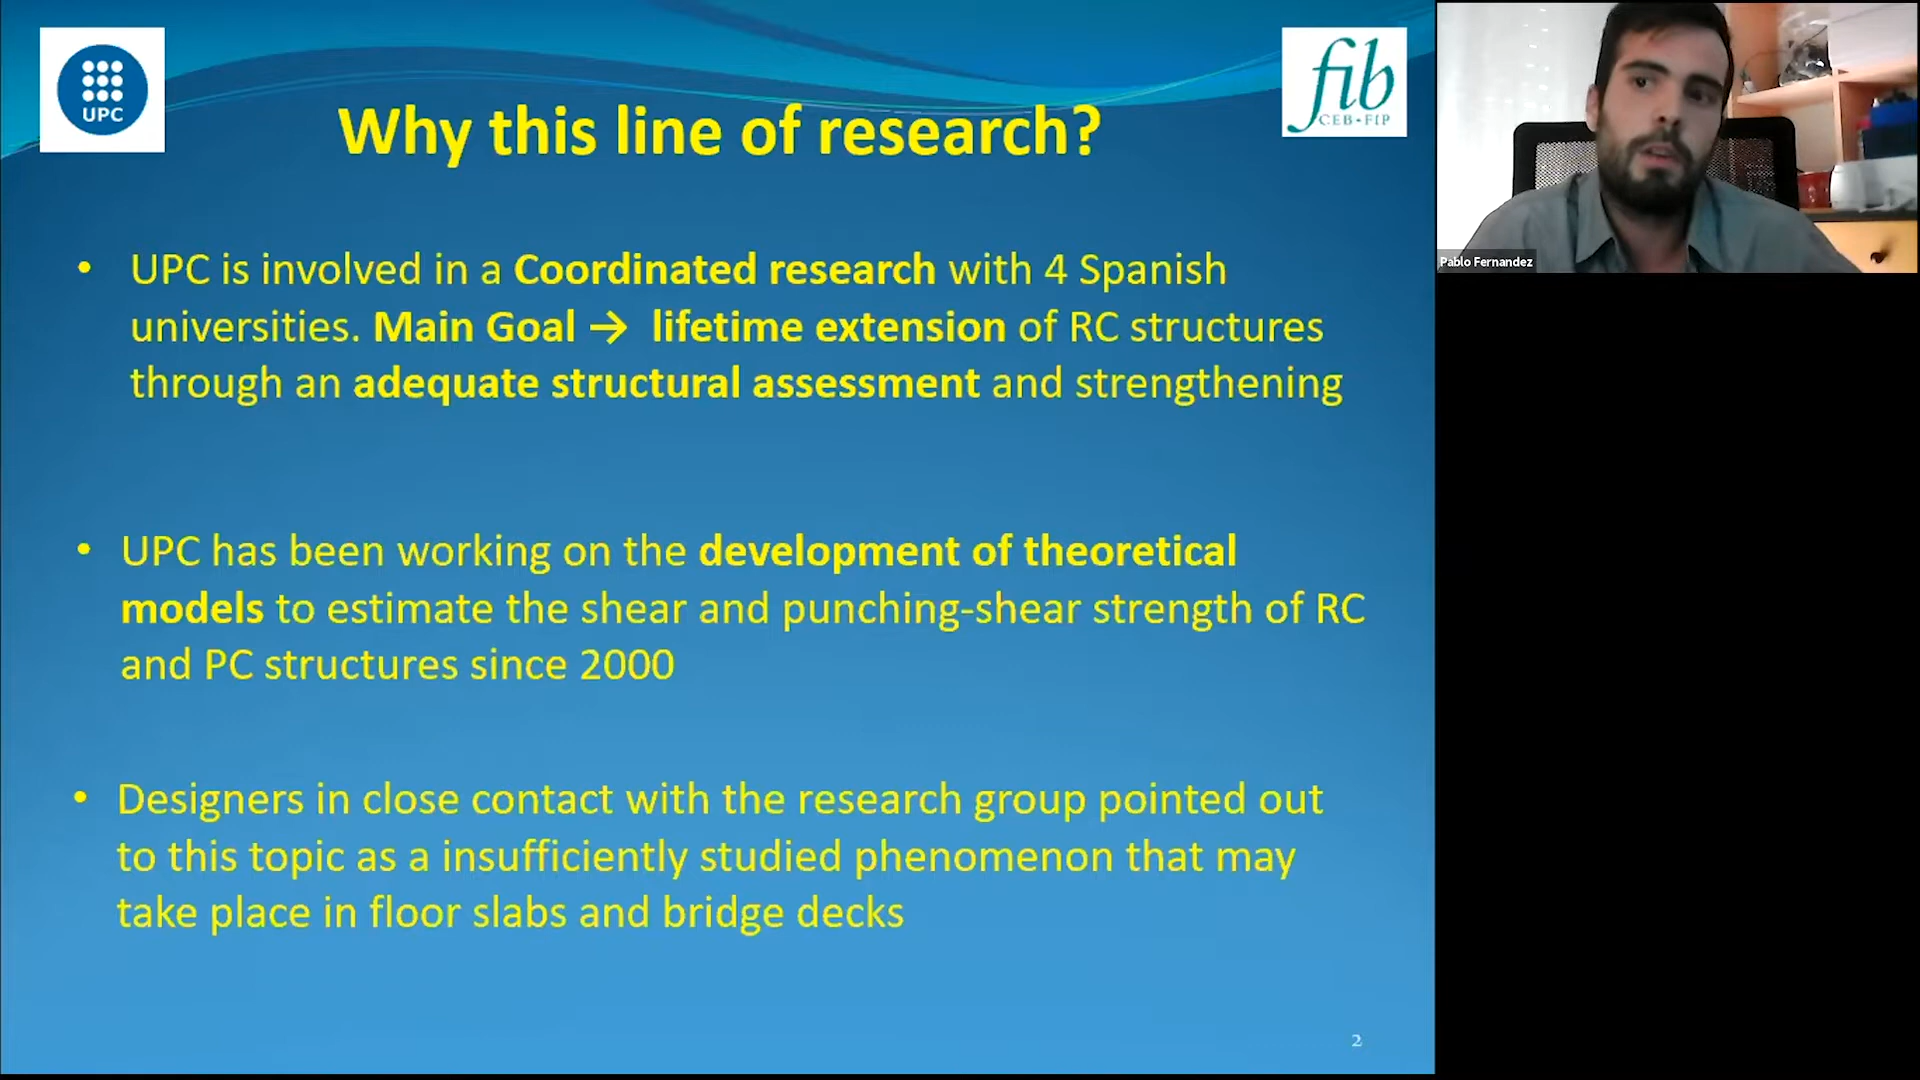 UPC
fib
CEB-FIP
Why this line of research?
• UPC is involved in a Coordinated research with 4 Spanish
universities. Main Goal → lifetime extension of RC structures
through an adequate structural assessment and strengthening
• UPC has been working on the development of theoretical
models to estimate the shear and punching-shear strength of RC
and PC structures since 2000
• Designers in close contact with the research group pointed out
to this topic as a insufficiently studied phenomenon that may
take place in floor slabs and bridge decks
2
Pablo Fernandez